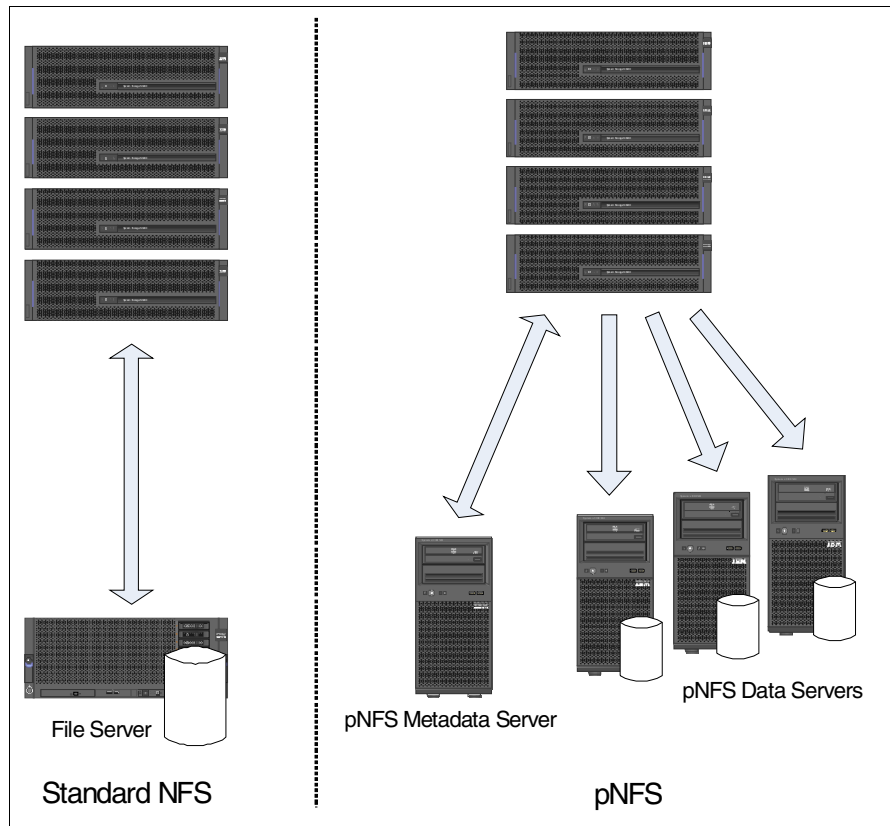 File Server
Standard NFS
pNFS Metadata Server
pNFS Data Servers
pNFS